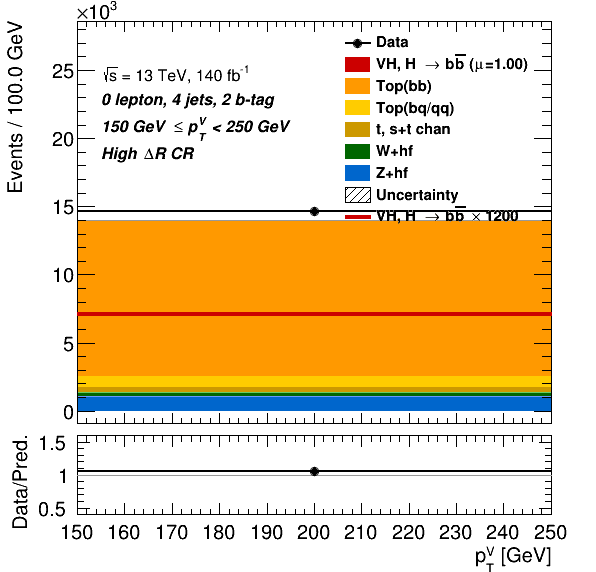 ×10³
Events / 100.0 GeV
25
20
15
10
5
0
√s = 13 TeV, 140 fb⁻¹
0 lepton, 4 jets, 2 b-tag
150 GeV ≤ p_T^V < 250 GeV
High ΔR CR
Data
VH, H → bb̅ (μ=1.00)
Top(bb)
Top(bq/qq)
t, s+t chan
W+hf
Z+hf
Uncertainty
VH, H → bb̅ × 1200
Data/Pred.
1.5
1
0.5
150 160 170 180 190 200 210 220 230 240 250
p_T^V [GeV]